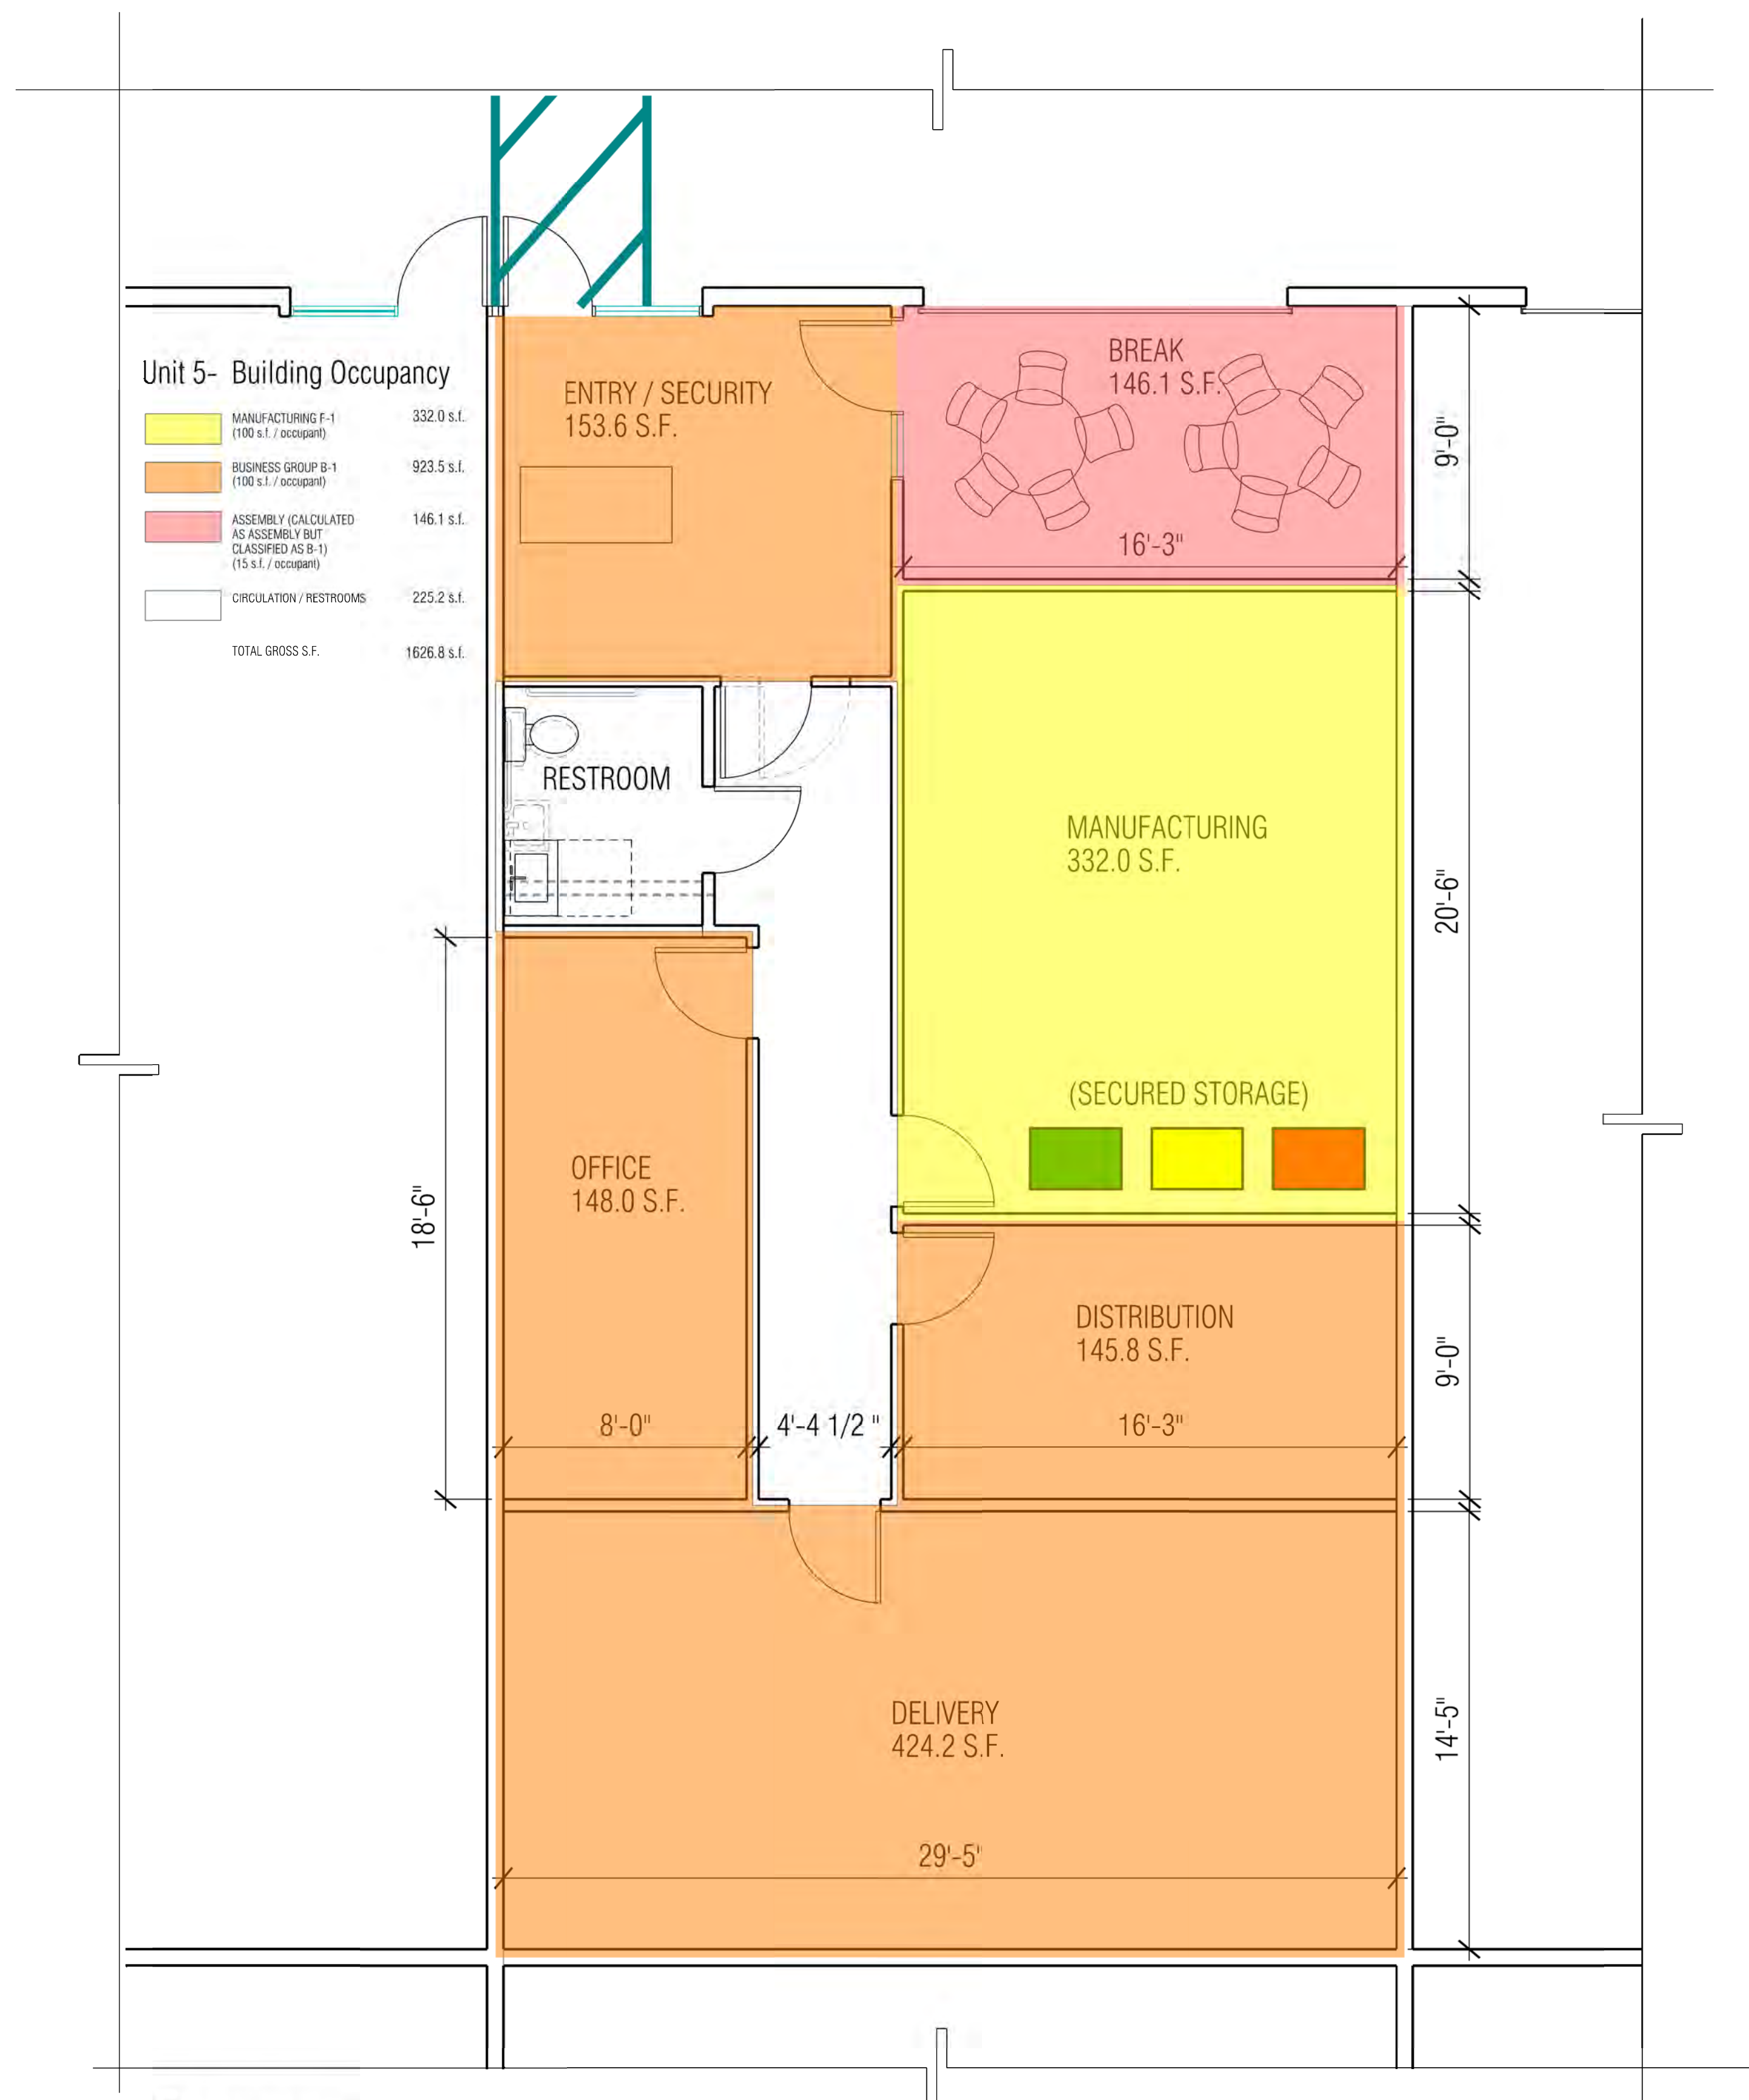 Unit 5- Building Occupancy
MANUFACTURING F-1 332.0 s.f.
(100 s.f. / occupant)
BUSINESS GROUP B-1 923.5 s.f.
(100 s.f. / occupant)
ASSEMBLY (CALCULATED 146.1 s.f.
AS ASSEMBLY BUT
CLASSIFIED AS B-1)
(15 s.f. / occupant)
CIRCULATION / RESTROOMS 225.2 s.f.
TOTAL GROSS S.F. 1626.8 s.f.
ENTRY / SECURITY
153.6 S.F.
BREAK
146.1 S.F.
16'-3"
9'-0"
RESTROOM
MANUFACTURING
332.0 S.F.
20'-6"
(SECURED STORAGE)
OFFICE
148.0 S.F.
18'-6"
DISTRIBUTION
145.8 S.F.
9'-0"
8'-0"
4'-4 1/2 "
16'-3"
DELIVERY
424.2 S.F.
14'-5"
29'-5"